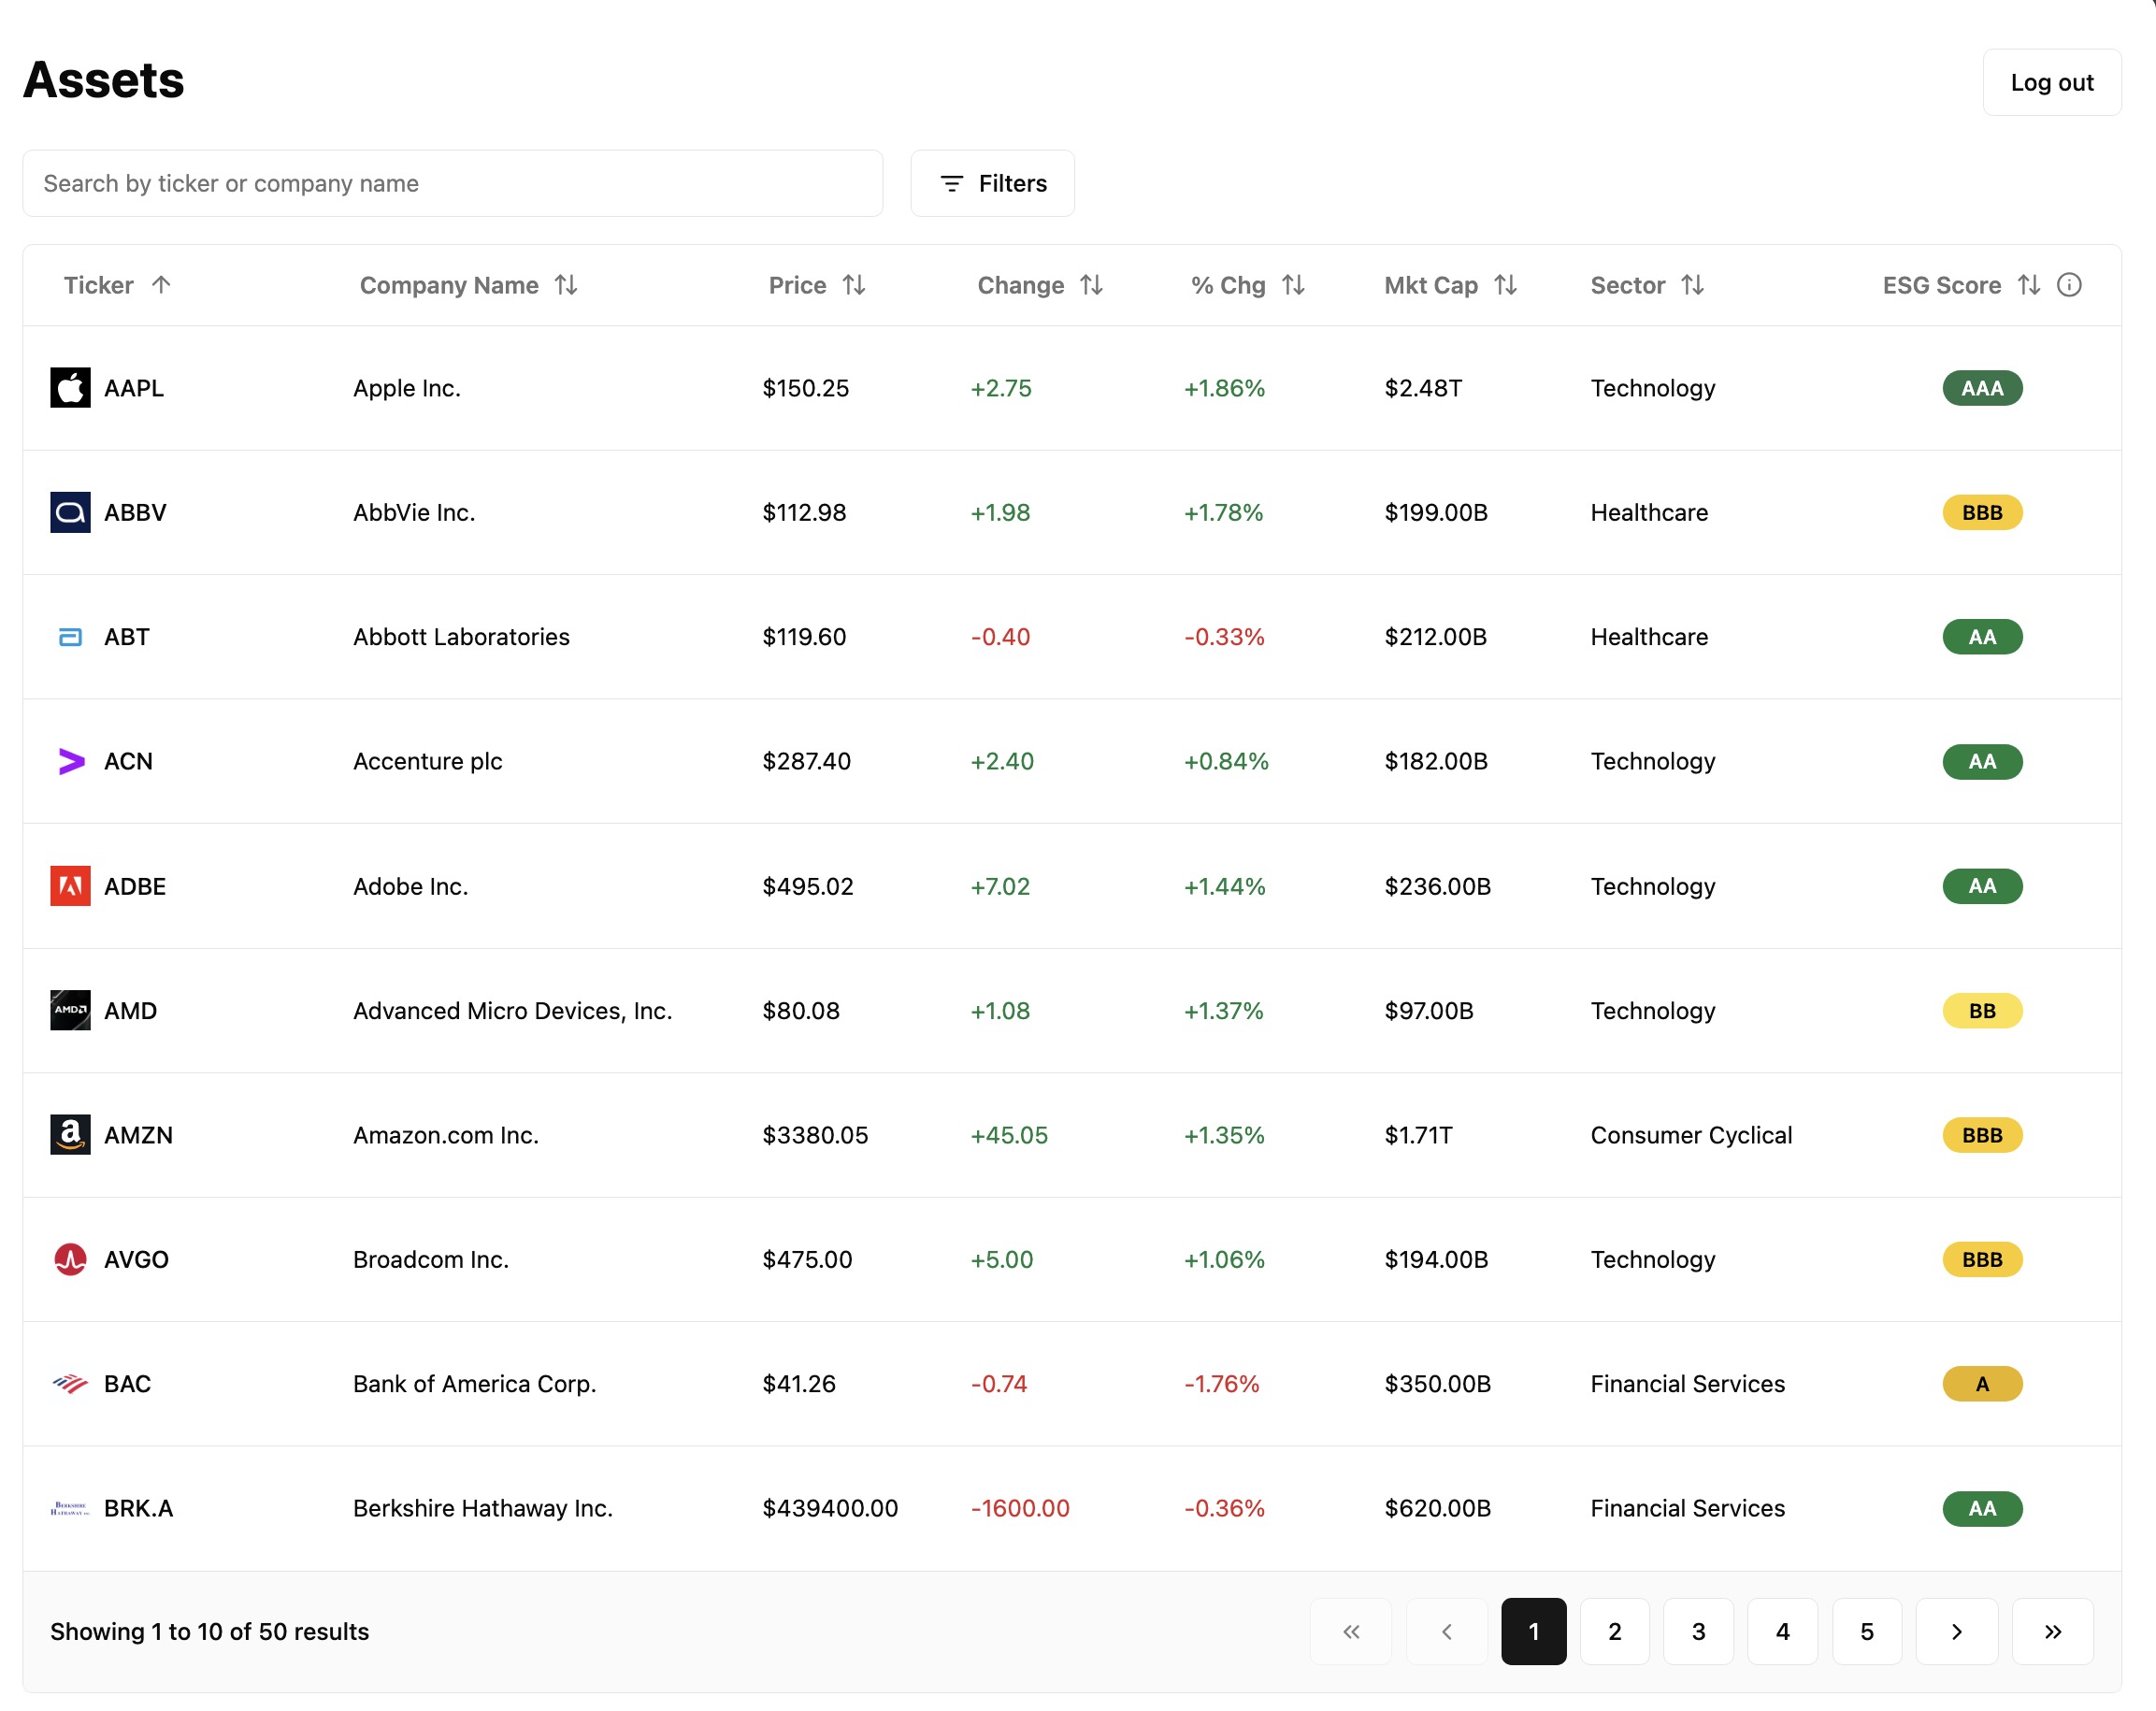 Assets
Log out
Search by ticker or company name
Filters
Ticker Company Name Price Change % Chg Mkt Cap Sector ESG Score
AAPL Apple Inc. $150.25 +2.75 +1.86% $2.48T Technology AAA
ABBV AbbVie Inc. $112.98 +1.98 +1.78% $199.00B Healthcare BBB
ABT Abbott Laboratories $119.60 -0.40 -0.33% $212.00B Healthcare AA
ACN Accenture plc $287.40 +2.40 +0.84% $182.00B Technology AA
ADBE Adobe Inc. $495.02 +7.02 +1.44% $236.00B Technology AA
AMD AMD Advanced Micro Devices, Inc. $80.08 +1.08 +1.37% $97.00B Technology BB
AMZN Amazon.com Inc. $3380.05 +45.05 +1.35% $1.71T Consumer Cyclical BBB
AVGO Broadcom Inc. $475.00 +5.00 +1.06% $194.00B Technology BBB
BAC Bank of America Corp. $41.26 -0.74 -1.76% $350.00B Financial Services A
BERKSHIRE HATHAWAY INC. BRK.A Berkshire Hathaway Inc. $439400.00 -1600.00 -0.36% $620.00B Financial Services AA
Showing 1 to 10 of 50 results « ‹ 1 2 3 4 5 › »